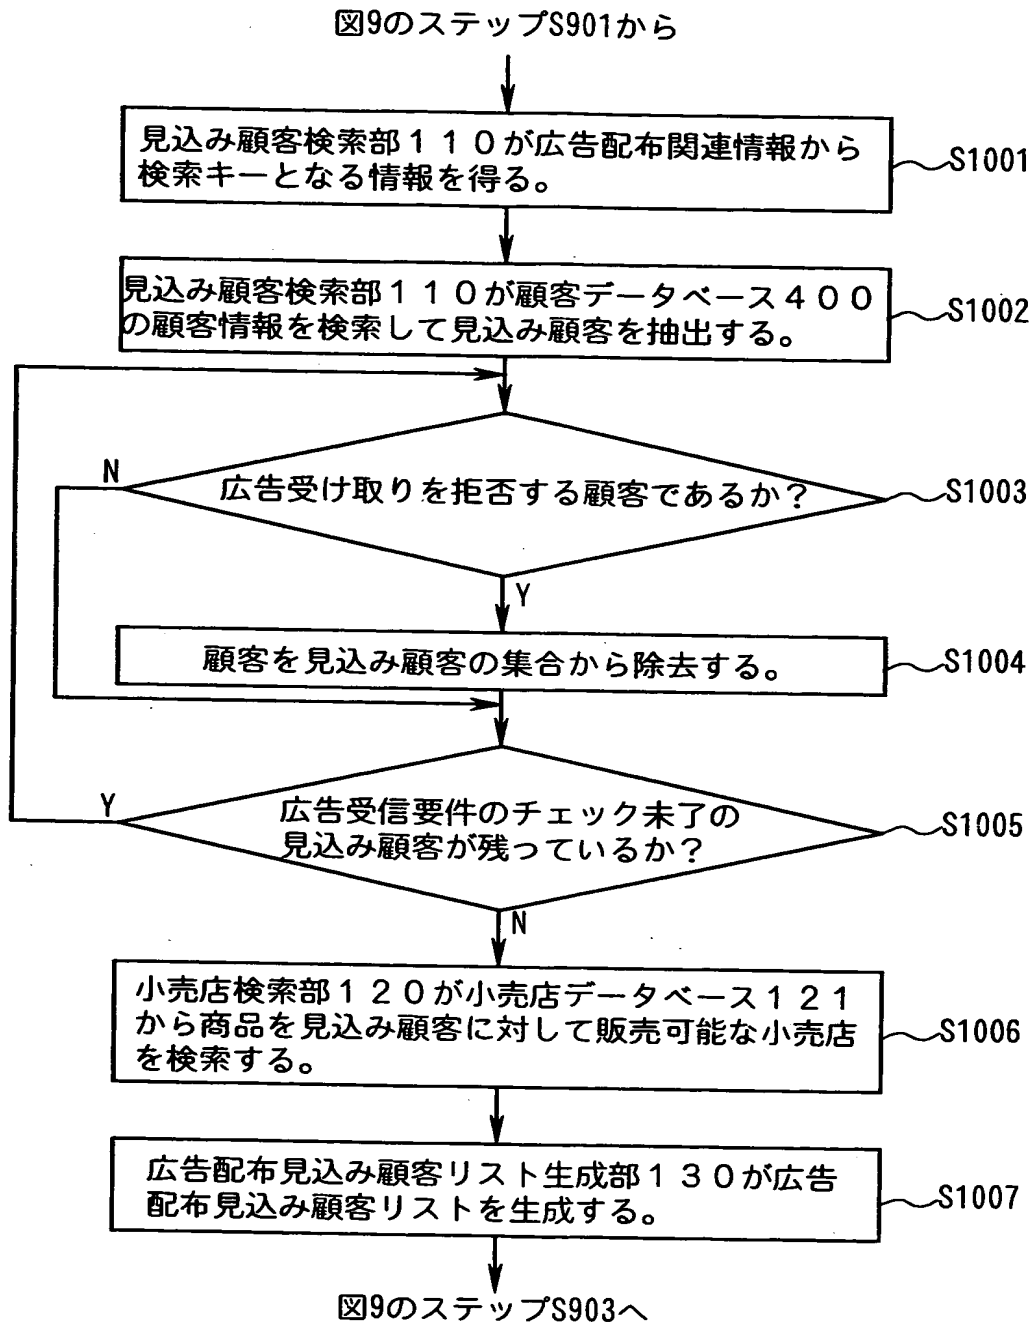 図9のステップS901から
見込み顧客検索部110が広告配布関連情報から
検索キーとなる情報を得る。
S1001
見込み顧客検索部110が顧客データベース400
の顧客情報を検索して見込み顧客を抽出する。
S1002
N
広告受け取りを拒否する顧客であるか?
S1003
Y
顧客を見込み顧客の集合から除去する。
S1004
Y
広告受信要件のチェック未了の
見込み顧客が残っているか?
S1005
N
小売店検索部120が小売店データベース121
から商品を見込み顧客に対して販売可能な小売店
を検索する。
S1006
広告配布見込み顧客リスト生成部130が広告
配布見込み顧客リストを生成する。
S1007
図9のステップS903へ